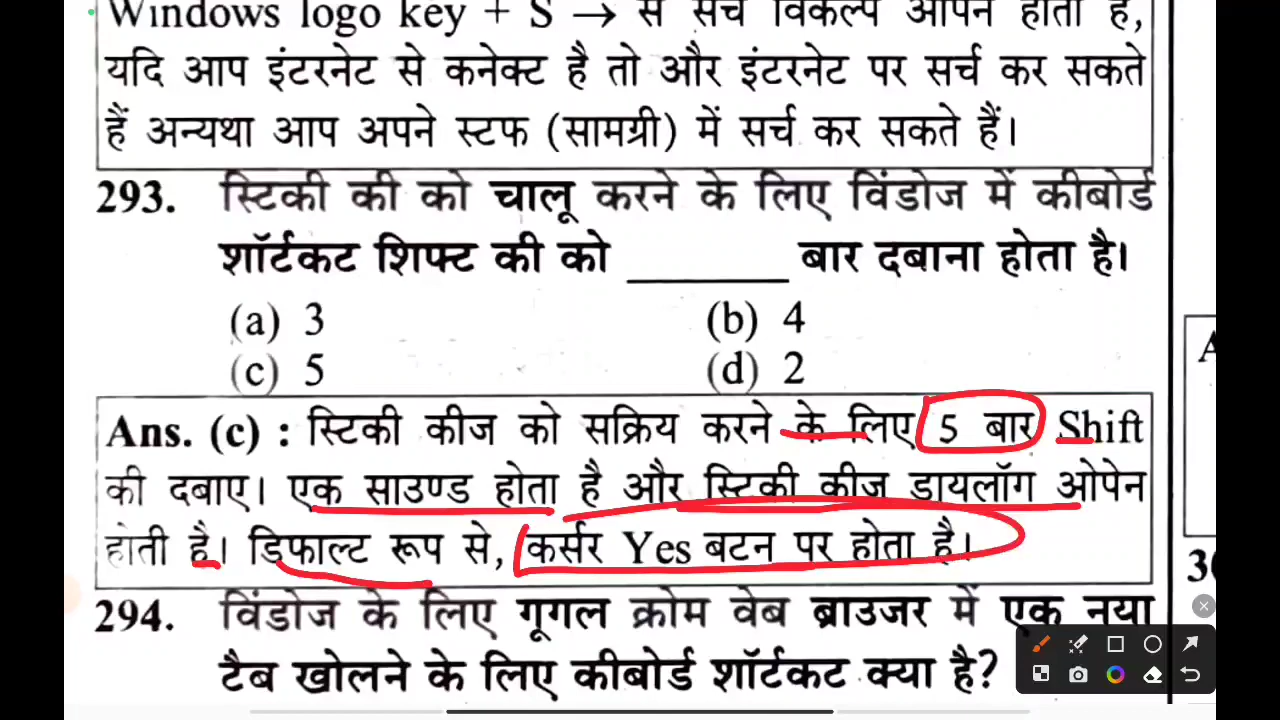 Windows logo key + S → से सर्च विकल्प ओपन होता है,
यदि आप इंटरनेट से कनेक्ट है तो और इंटरनेट पर सर्च कर सकते
हैं अन्यथा आप अपने स्टफ (सामग्री) में सर्च कर सकते हैं।
293. स्टिकी की को चालू करने के लिए विंडोज में कीबोर्ड
शॉर्टकट शिफ्ट की को ________ बार दबाना होता है।
(a) 3 (b) 4
(c) 5 (d) 2
Ans. (c) : स्टिकी कीज को सक्रिय करने के लिए 5 बार Shift
की दबाए। एक साउण्ड होता है और स्टिकी कीज डायलॉग ओपेन
होती है। डिफाल्ट रूप से, कर्सर Yes बटन पर होता है।
294. विंडोज के लिए गूगल क्रोम वेब ब्राउजर में एक नया
टैब खोलने के लिए कीबोर्ड शॉर्टकट क्या है?